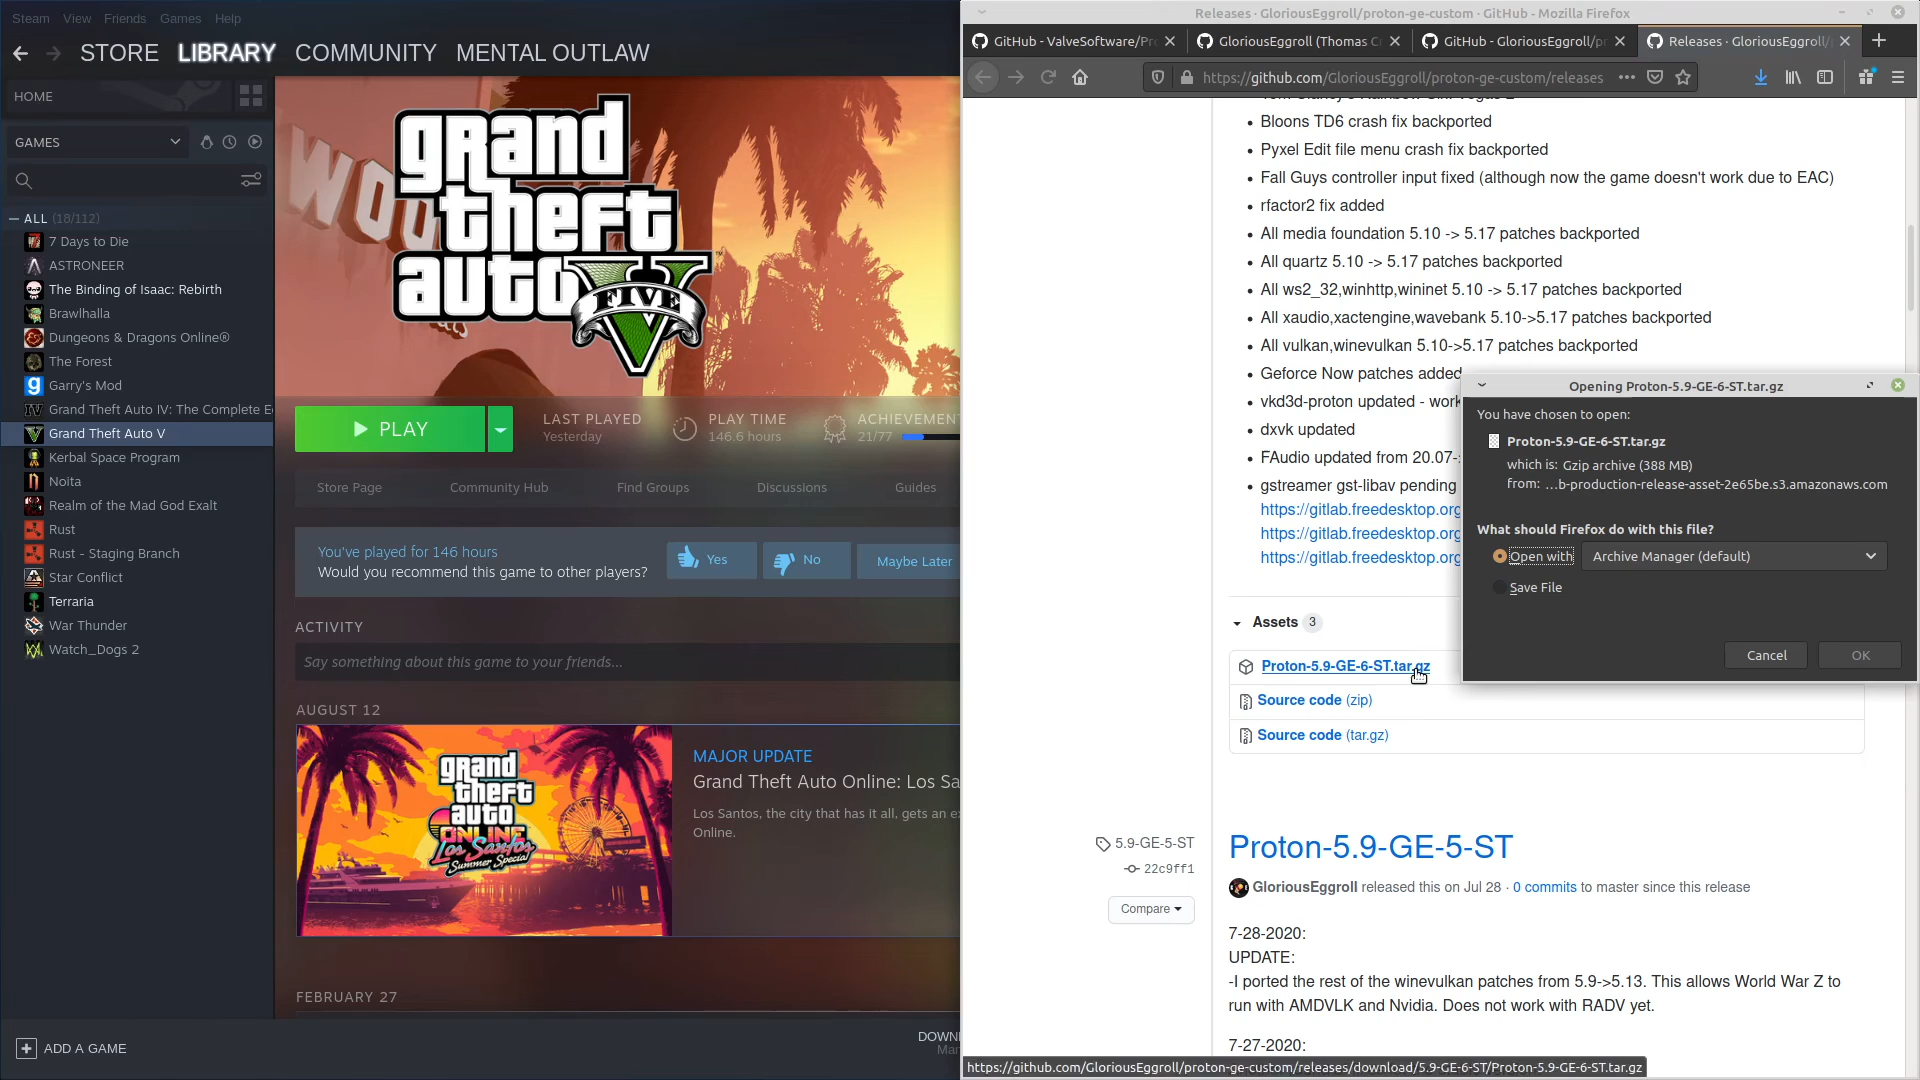 Steam View Friends Games Help
STORE LIBRARY COMMUNITY MENTAL OUTLAW
HOME
GAMES
ALL (18/112)
7 Days to Die
ASTRONEER
The Binding of Isaac: Rebirth
Brawlhalla
Dungeons & Dragons Online®
The Forest
Garry's Mod
Grand Theft Auto IV: The Complete E
Grand Theft Auto V
Kerbal Space Program
Noita
Realm of the Mad God Exalt
Rust
Rust - Staging Branch
Star Conflict
Terraria
War Thunder
Watch_Dogs 2
ADD A GAME
grand
theft
auto V
FIVE
PLAY
LAST PLAYED
Yesterday
PLAY TIME
146.6 hours
ACHIEVEMEN
21/77
Store Page Community Hub Find Groups Discussions Guides
You've played for 146 hours
Would you recommend this game to other players?
Yes No Maybe Later
ACTIVITY
Say something about this game to your friends...
AUGUST 12
grand
theft
auto
ONLINE
Los Santos
Summer Special
MAJOR UPDATE
Grand Theft Auto Online: Los Sa
Los Santos, the city that has it all, gets an e
Online.
FEBRUARY 27
DOWN
Man
Releases · GloriousEggroll/proton-ge-custom · GitHub - Mozilla Firefox
GitHub - ValveSoftware/Pr
GloriousEggroll (Thomas C
GitHub - GloriousEggroll/pr
Releases · GloriousEggroll/
https://github.com/GloriousEggroll/proton-ge-custom/releases
Bloons TD6 crash fix backported
Pyxel Edit file menu crash fix backported
Fall Guys controller input fixed (although now the game doesn't work due to EAC)
rfactor2 fix added
All media foundation 5.10 -> 5.17 patches backported
All quartz 5.10 -> 5.17 patches backported
All ws2_32,winhttp,wininet 5.10 -> 5.17 patches backported
All xaudio,xactengine,wavebank 5.10->5.17 patches backported
All vulkan,winevulkan 5.10->5.17 patches backported
Geforce Now patches added
vkd3d-proton updated - work
dxvk updated
FAudio updated from 20.07-
gstreamer gst-libav pending
https://gitlab.freedesktop.org
https://gitlab.freedesktop.org
https://gitlab.freedesktop.org
Assets 3
Proton-5.9-GE-6-ST.tar.gz
Source code (zip)
Source code (tar.gz)
Opening Proton-5.9-GE-6-ST.tar.gz
You have chosen to open:
Proton-5.9-GE-6-ST.tar.gz
which is: Gzip archive (388 MB)
from: …b-production-release-asset-2e65be.s3.amazonaws.com
What should Firefox do with this file?
Open with Archive Manager (default)
Save File
Cancel OK
5.9-GE-5-ST
22c9ff1
Compare
Proton-5.9-GE-5-ST
GloriousEggroll released this on Jul 28 · 0 commits to master since this release
7-28-2020:
UPDATE:
-I ported the rest of the winevulkan patches from 5.9->5.13. This allows World War Z to
run with AMDVLK and Nvidia. Does not work with RADV yet.
7-27-2020:
https://github.com/GloriousEggroll/proton-ge-custom/releases/download/5.9-GE-6-ST/Proton-5.9-GE-6-ST.tar.gz